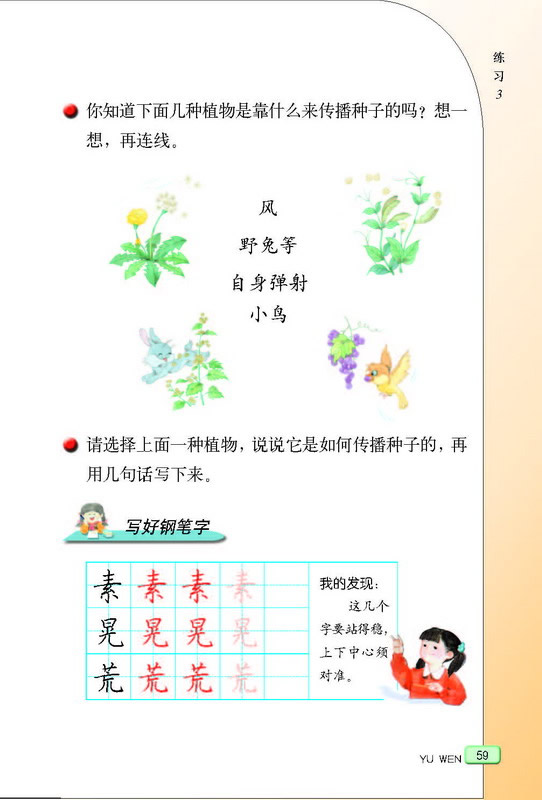 练习3
你知道下面几种植物是靠什么来传播种子的吗？想一
想，再连线。
风
野兔等
自身弹射
小鸟
请选择上面一种植物，说说它是如何传播种子的，再
用几句话写下来。
写好钢笔字
素 素 素 素
晃 晃 晃 晃
荒 荒 荒 荒
我的发现：
这几个
字要站得稳，
上下中心须
对准。
YU WEN 59